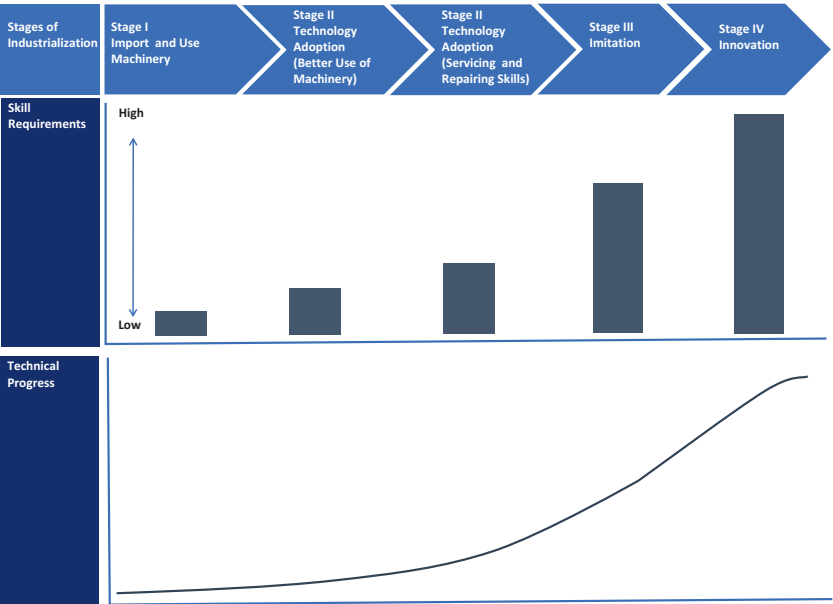 Stages of
Industrialization
Stage I
Import and Use
Machinery
Stage II
Technology
Adoption
(Better Use of
Machinery)
Stage II
Technology
Adoption
(Servicing and
Repairing Skills)
Stage III
Imitation
Stage IV
Innovation
Skill
Requirements
High
Low
Technical
Progress